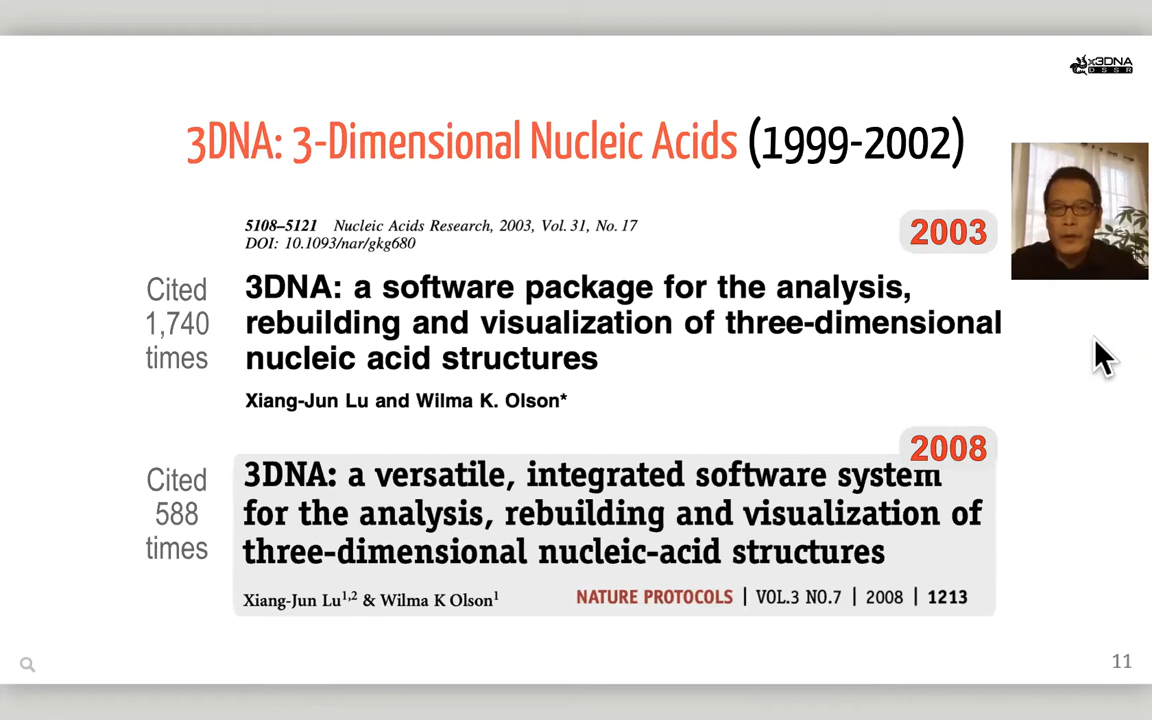 x3DNA
DSSR
3DNA: 3-Dimensional Nucleic Acids (1999-2002)
5108–5121 Nucleic Acids Research, 2003, Vol. 31, No. 17
DOI: 10.1093/nar/gkg680
2003
Cited
1,740
times
3DNA: a software package for the analysis,
rebuilding and visualization of three-dimensional
nucleic acid structures
Xiang-Jun Lu and Wilma K. Olson*
2008
Cited
588
times
3DNA: a versatile, integrated software system
for the analysis, rebuilding and visualization of
three-dimensional nucleic-acid structures
Xiang-Jun Lu1,2 & Wilma K Olson1
NATURE PROTOCOLS | VOL.3 NO.7 | 2008 | 1213
11